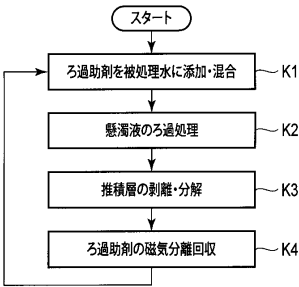 スタート
ろ過助剤を被処理水に添加・混合 K1
懸濁液のろ過処理 K2
堆積層の剥離・分解 K3
ろ過助剤の磁気分離回収 K4